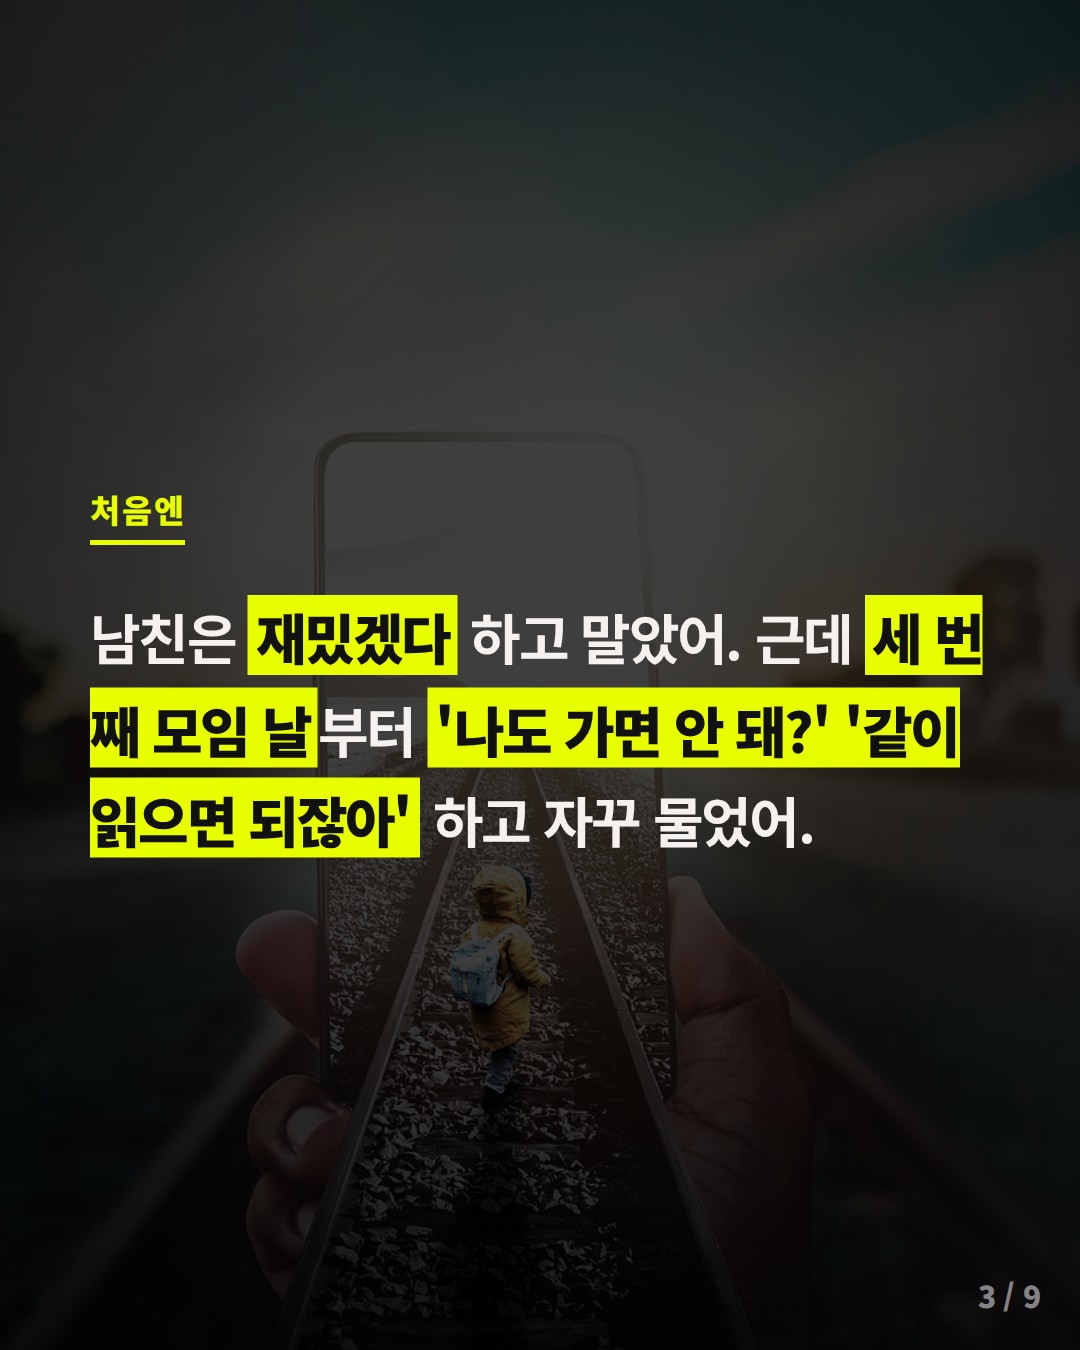 처음엔
남친은 재밌겠다 하고 말았어. 근데 세 번
째 모임 날부터 '나도 가면 안 돼?' '같이
읽으면 되잖아' 하고 자꾸 물었어.
3 / 9